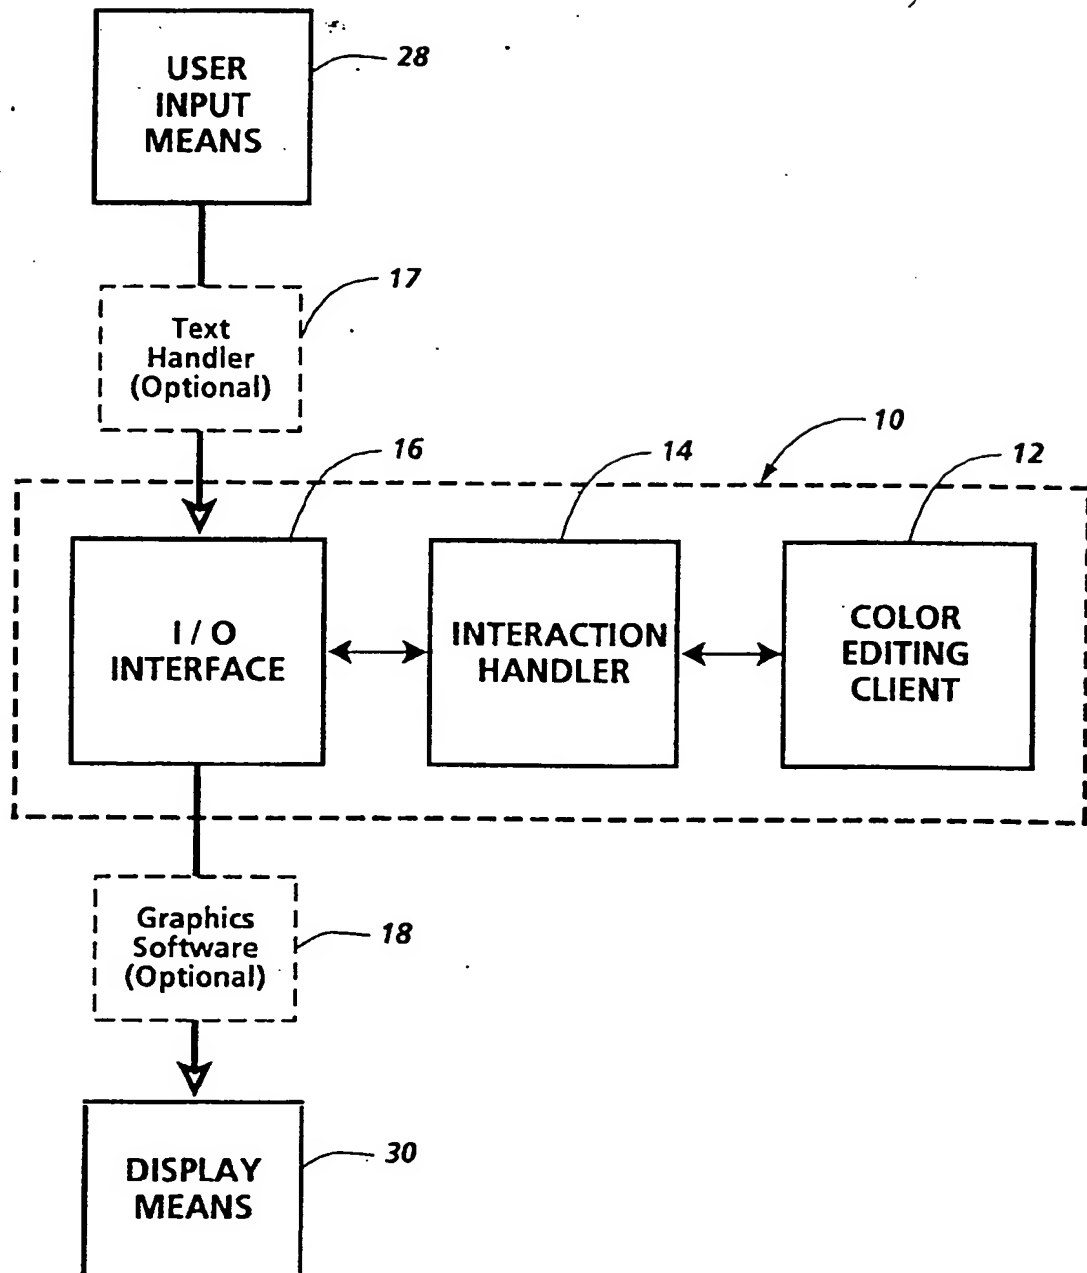 USER
INPUT
MEANS
28
Text
Handler
(Optional)
17
10
16
14
12
I / O
INTERFACE
INTERACTION
HANDLER
COLOR
EDITING
CLIENT
Graphics
Software
(Optional)
18
DISPLAY
MEANS
30